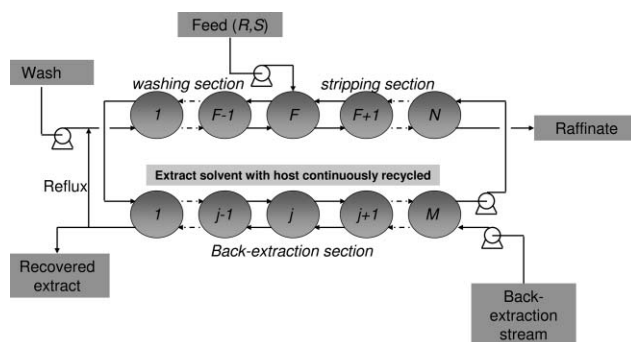 Feed (R,S)
Wash
washing section
stripping section
1
F-1
F
F+1
N
Raffinate
Reflux
Extract solvent with host continuously recycled
1
j-1
j
j+1
M
Back-extraction section
Recovered
extract
Back-
extraction
stream